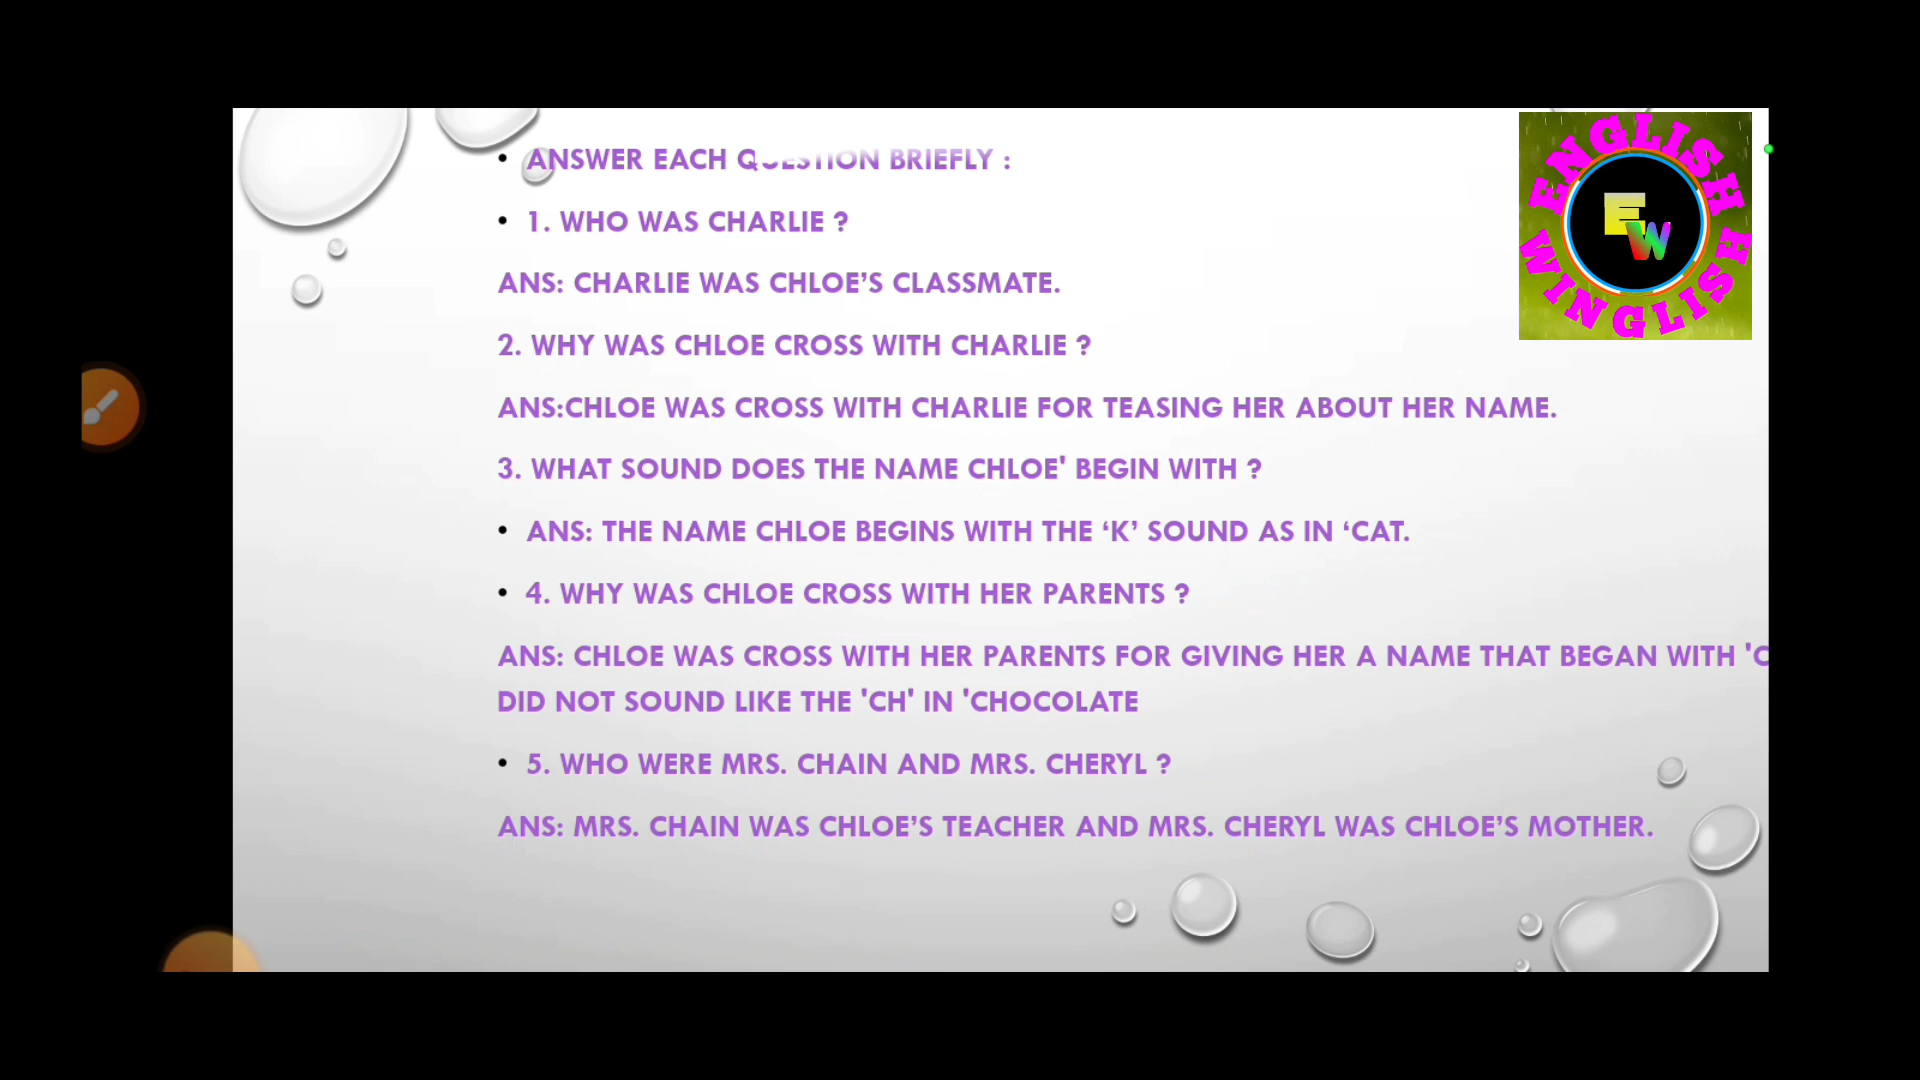 • ANSWER EACH QUESTION BRIEFLY :
• 1. WHO WAS CHARLIE ?
ANS: CHARLIE WAS CHLOE’S CLASSMATE.
2. WHY WAS CHLOE CROSS WITH CHARLIE ?
ANS:CHLOE WAS CROSS WITH CHARLIE FOR TEASING HER ABOUT HER NAME.
3. WHAT SOUND DOES THE NAME CHLOE' BEGIN WITH ?
• ANS: THE NAME CHLOE BEGINS WITH THE ‘K’ SOUND AS IN ‘CAT.
• 4. WHY WAS CHLOE CROSS WITH HER PARENTS ?
ANS: CHLOE WAS CROSS WITH HER PARENTS FOR GIVING HER A NAME THAT BEGAN WITH
DID NOT SOUND LIKE THE 'CH' IN 'CHOCOLATE
• 5. WHO WERE MRS. CHAIN AND MRS. CHERYL ?
ANS: MRS. CHAIN WAS CHLOE’S TEACHER AND MRS. CHERYL WAS CHLOE’S MOTHER.
ENGLISH
EW
WINGLISH